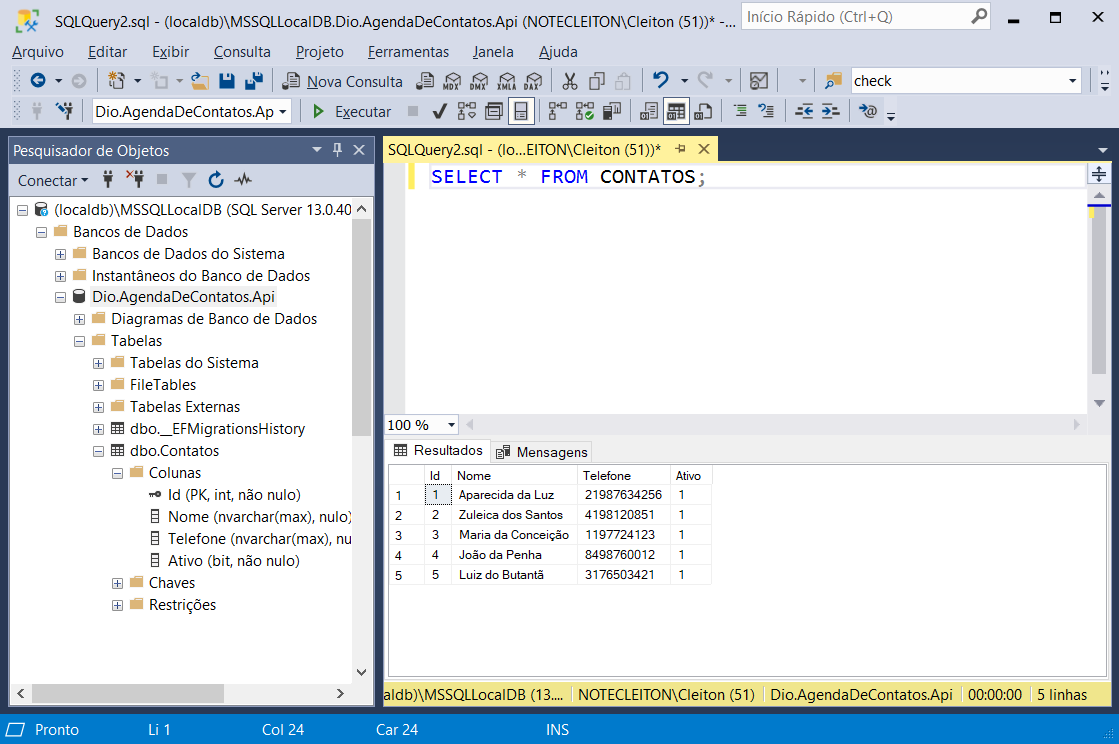 SQLQuery2.sql - (localdb)\MSSQLLocalDB.Dio.AgendaDeContatos.Api (NOTECLEITON\Cleiton (51))* -...
Início Rápido (Ctrl+Q)
Arquivo Editar Exibir Consulta Projeto Ferramentas Janela Ajuda
Nova Consulta MDX DMX XMLA DAX check
Dio.AgendaDeContatos.Ap Executar
Pesquisador de Objetos
Conectar
(localdb)\MSSQLLocalDB (SQL Server 13.0.40
Bancos de Dados
Bancos de Dados do Sistema
Instantâneos do Banco de Dados
Dio.AgendaDeContatos.Api
Diagramas de Banco de Dados
Tabelas
Tabelas do Sistema
FileTables
Tabelas Externas
dbo.__EFMigrationsHistory
dbo.Contatos
Colunas
Id (PK, int, não nulo)
Nome (nvarchar(max), nulo)
Telefone (nvarchar(max), nu
Ativo (bit, não nulo)
Chaves
Restrições
SQLQuery2.sql - (lo...EITON\Cleiton (51))*
SELECT * FROM CONTATOS;
100 %
Resultados Mensagens
Id Nome Telefone Ativo
1 1 Aparecida da Luz 21987634256 1
2 2 Zuleica dos Santos 4198120851 1
3 3 Maria da Conceição 1197724123 1
4 4 João da Penha 8498760012 1
5 5 Luiz do Butantã 3176503421 1
aldb)\MSSQLLocalDB (13.... NOTECLEITON\Cleiton (51) Dio.AgendaDeContatos.Api 00:00:00 5 linhas
Pronto Li 1 Col 24 Car 24 INS